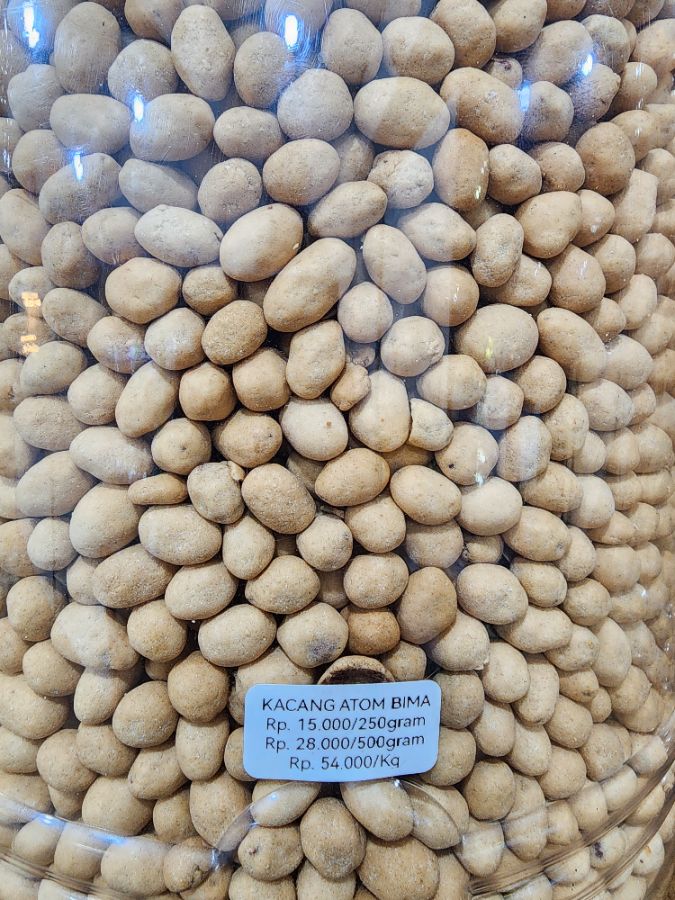 KACANG ATOM BIMA
Rp. 15.000/250gram
Rp. 28.000/500gram
Rp. 54.000/Kg